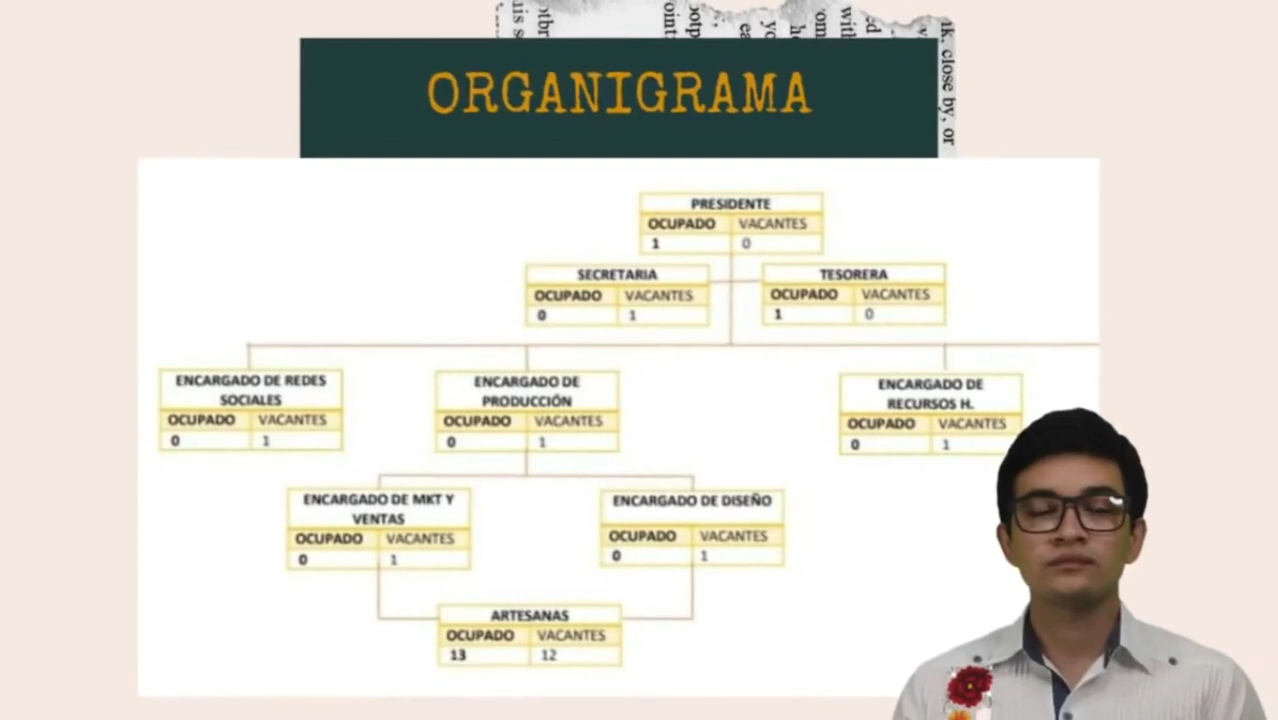 close by, or
ORGANIGRAMA
PRESIDENTE
OCUPADO VACANTES
1 0
SECRETARIA
OCUPADO VACANTES
0 1
TESORERA
OCUPADO VACANTES
1 0
ENCARGADO DE REDES
SOCIALES
OCUPADO VACANTES
0 1
ENCARGADO DE
PRODUCCIÓN
OCUPADO VACANTES
0 1
ENCARGADO DE
RECURSOS H.
OCUPADO VACANTES
0 1
ENCARGADO DE MKT Y
VENTAS
OCUPADO VACANTES
0 1
ENCARGADO DE DISEÑO
OCUPADO VACANTES
0 1
ARTESANAS
OCUPADO VACANTES
13 12